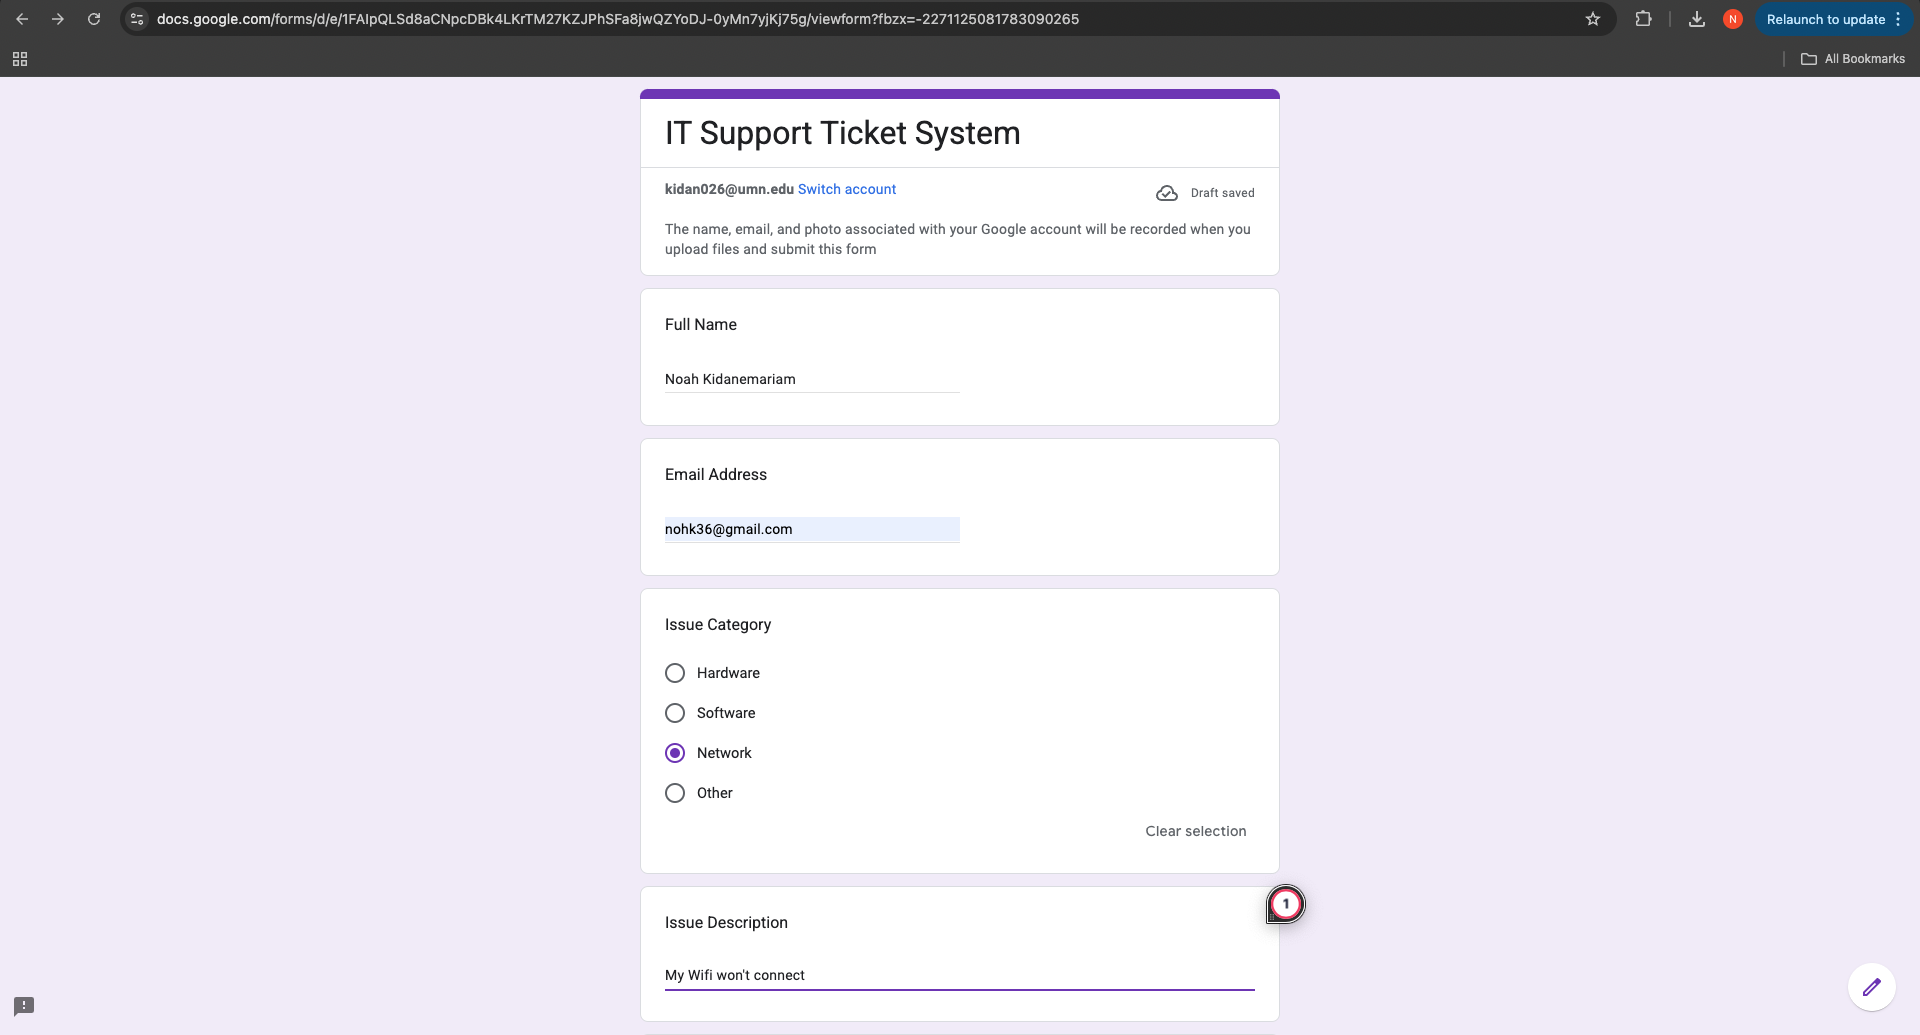 docs.google.com/forms/d/e/1FAIpQLSd8aCNpcDBk4LKrTM27KZJPhSFa8jwQZYoDJ-0yMn7yjKj75g/viewform?fbzx=-2271125081783090265
N
Relaunch to update
All Bookmarks
IT Support Ticket System
kidan026@umn.edu Switch account
Draft saved
The name, email, and photo associated with your Google account will be recorded when you
upload files and submit this form
Full Name
Noah Kidanemariam
Email Address
nohk36@gmail.com
Issue Category
Hardware
Software
Network
Other
Clear selection
1
Issue Description
My Wifi won't connect